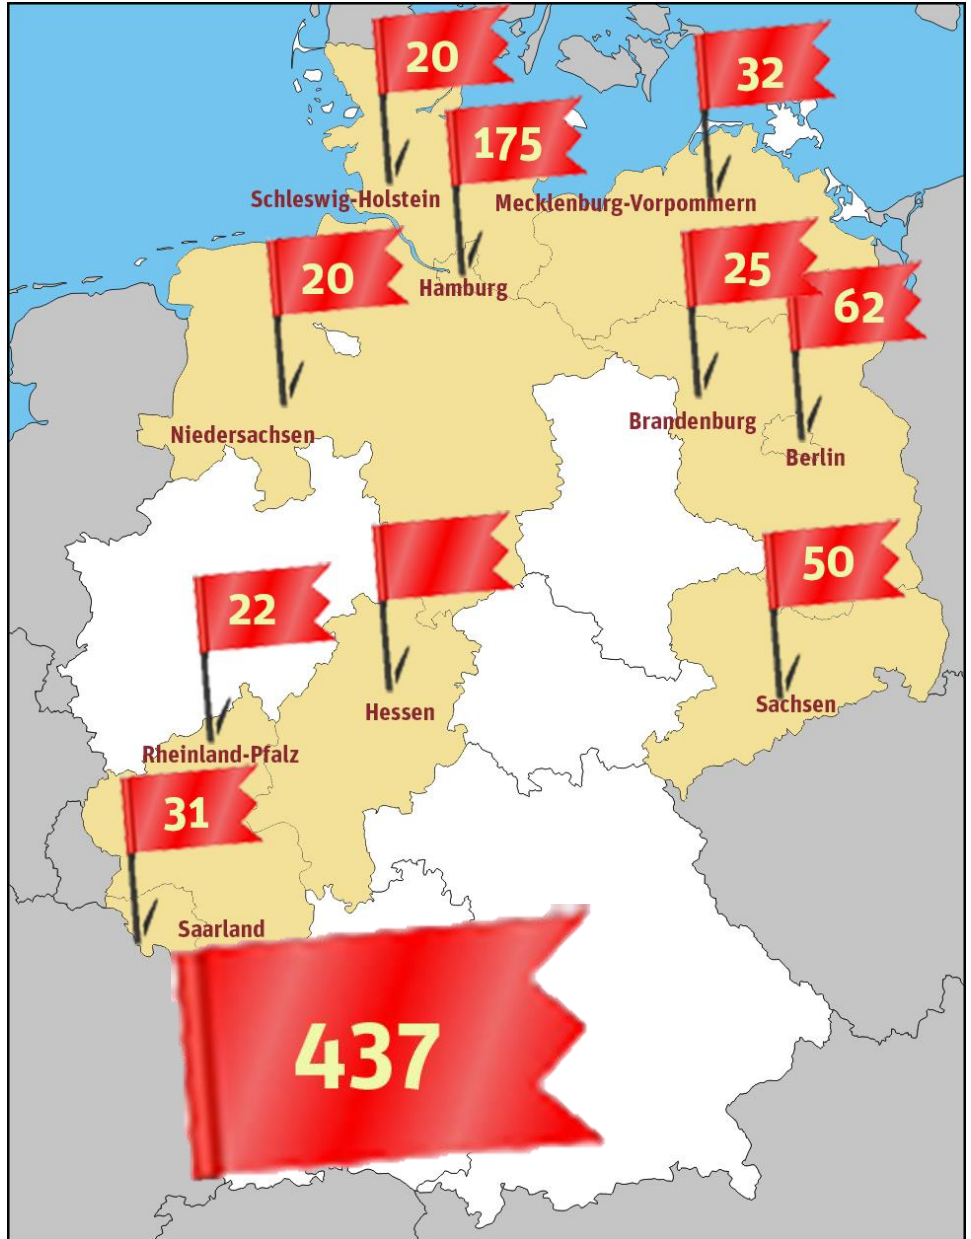 20
32
175
Schleswig-Holstein
Mecklenburg-Vorpommern
20
25
62
Hamburg
Niedersachsen
Brandenburg
Berlin
50
22
Hessen
Sachsen
Rheinland-Pfalz
31
Saarland
437